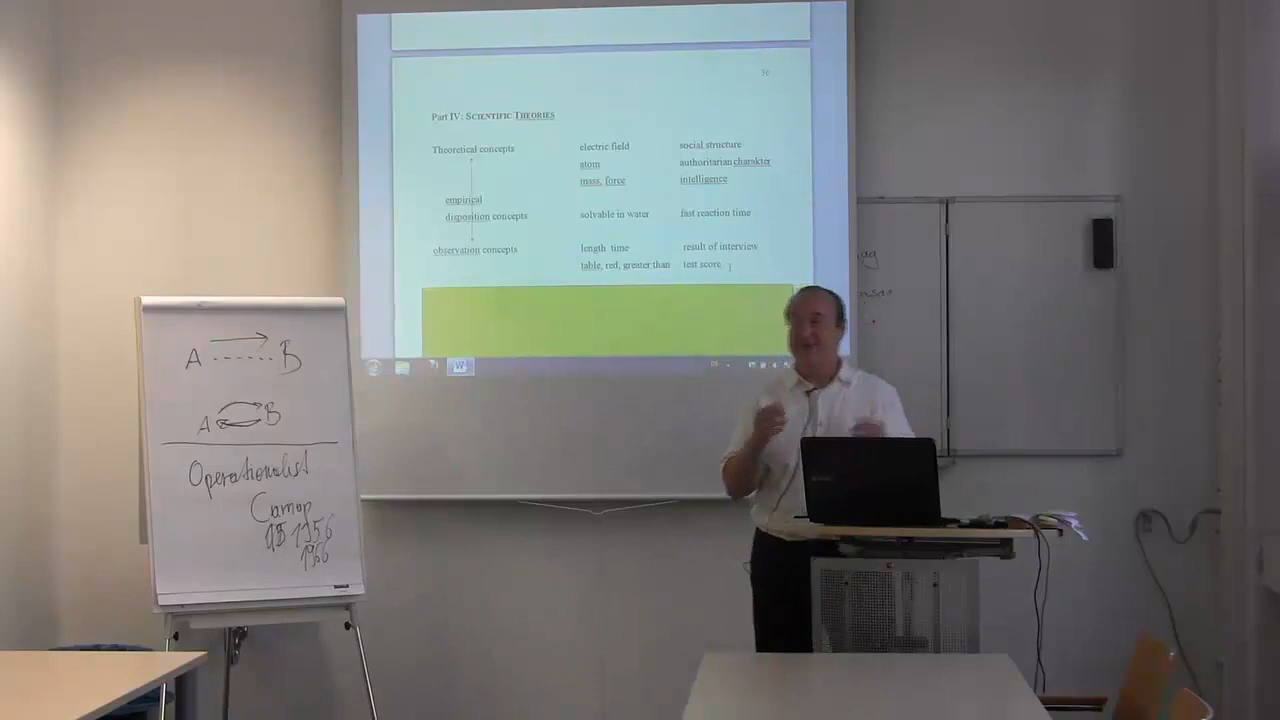 Part IV: SCIENTIFIC THEORIES
Theoretical concepts electric field social structure
atom authoritarian charakter
mass, force intelligence
empirical
disposition concepts solvable in water fast reaction time
observation concepts length time result of interview
table, red, greater than test score
W
A B
A B
Operationalist
1956
1966